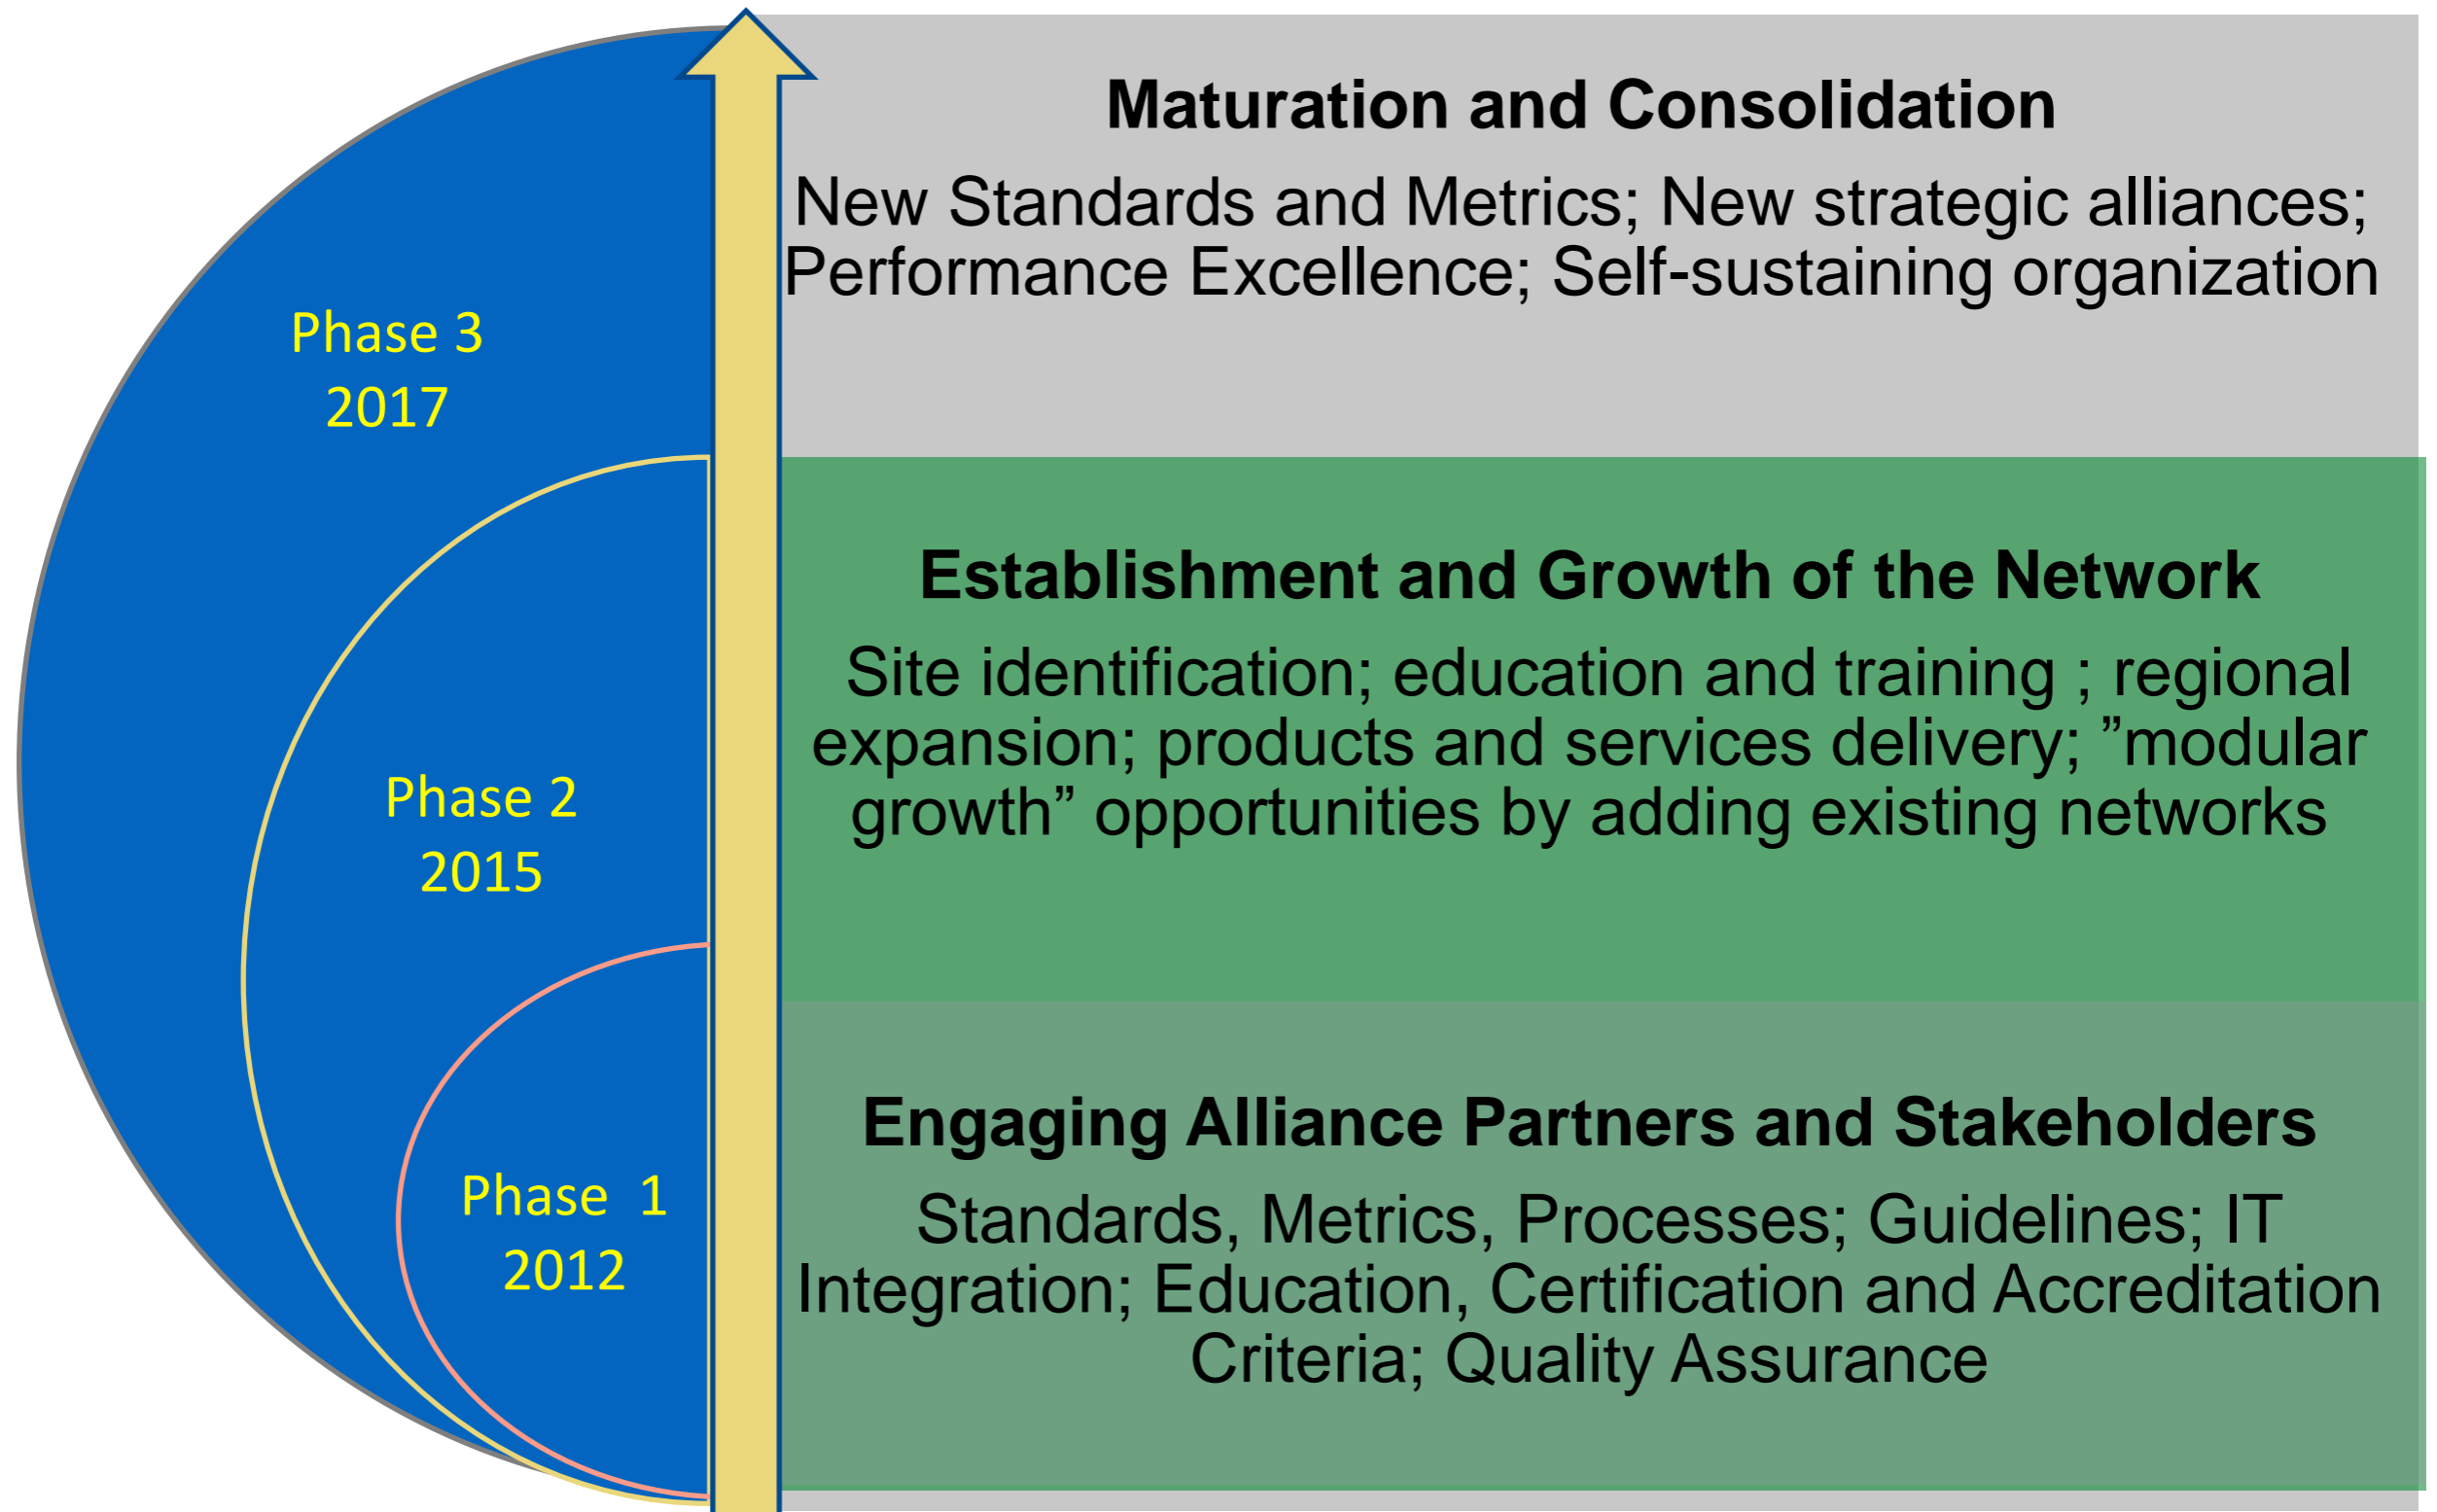 Maturation and Consolidation
New Standards and Metrics; New strategic alliances;
Performance Excellence; Self-sustaining organization
Phase 3
2017
Establishment and Growth of the Network
Site identification; education and training ; regional
expansion; products and services delivery; ”modular
growth” opportunities by adding existing networks
Phase 2
2015
Engaging Alliance Partners and Stakeholders
Standards, Metrics, Processes; Guidelines; IT
Integration; Education, Certification and Accreditation
Criteria; Quality Assurance
Phase  1
2012